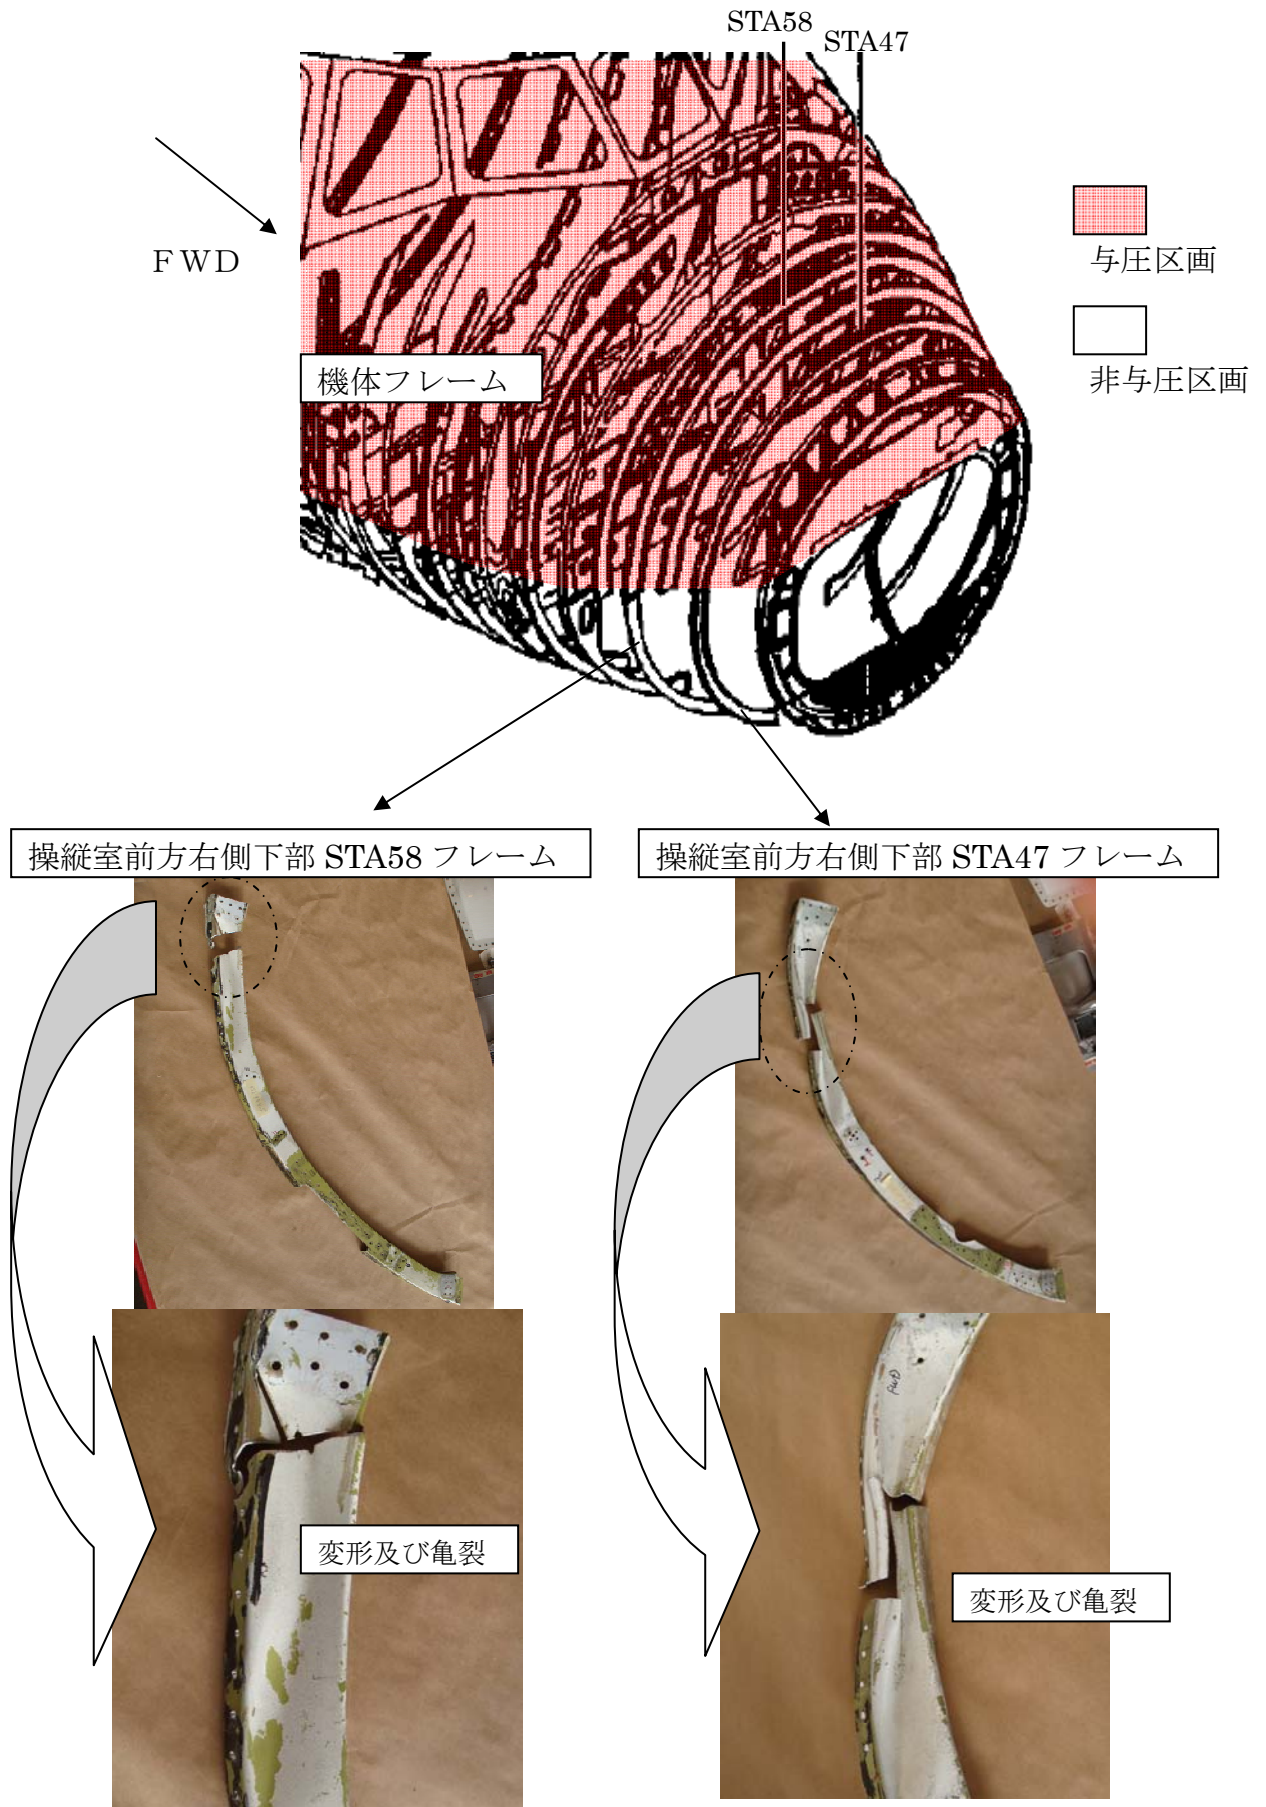 STA58
STA47
ＦＷＤ
与圧区画
非与圧区画
機体フレーム
操縦室前方右側下部 STA58 フレーム
操縦室前方右側下部 STA47 フレーム
FWD
変形及び亀裂
変形及び亀裂